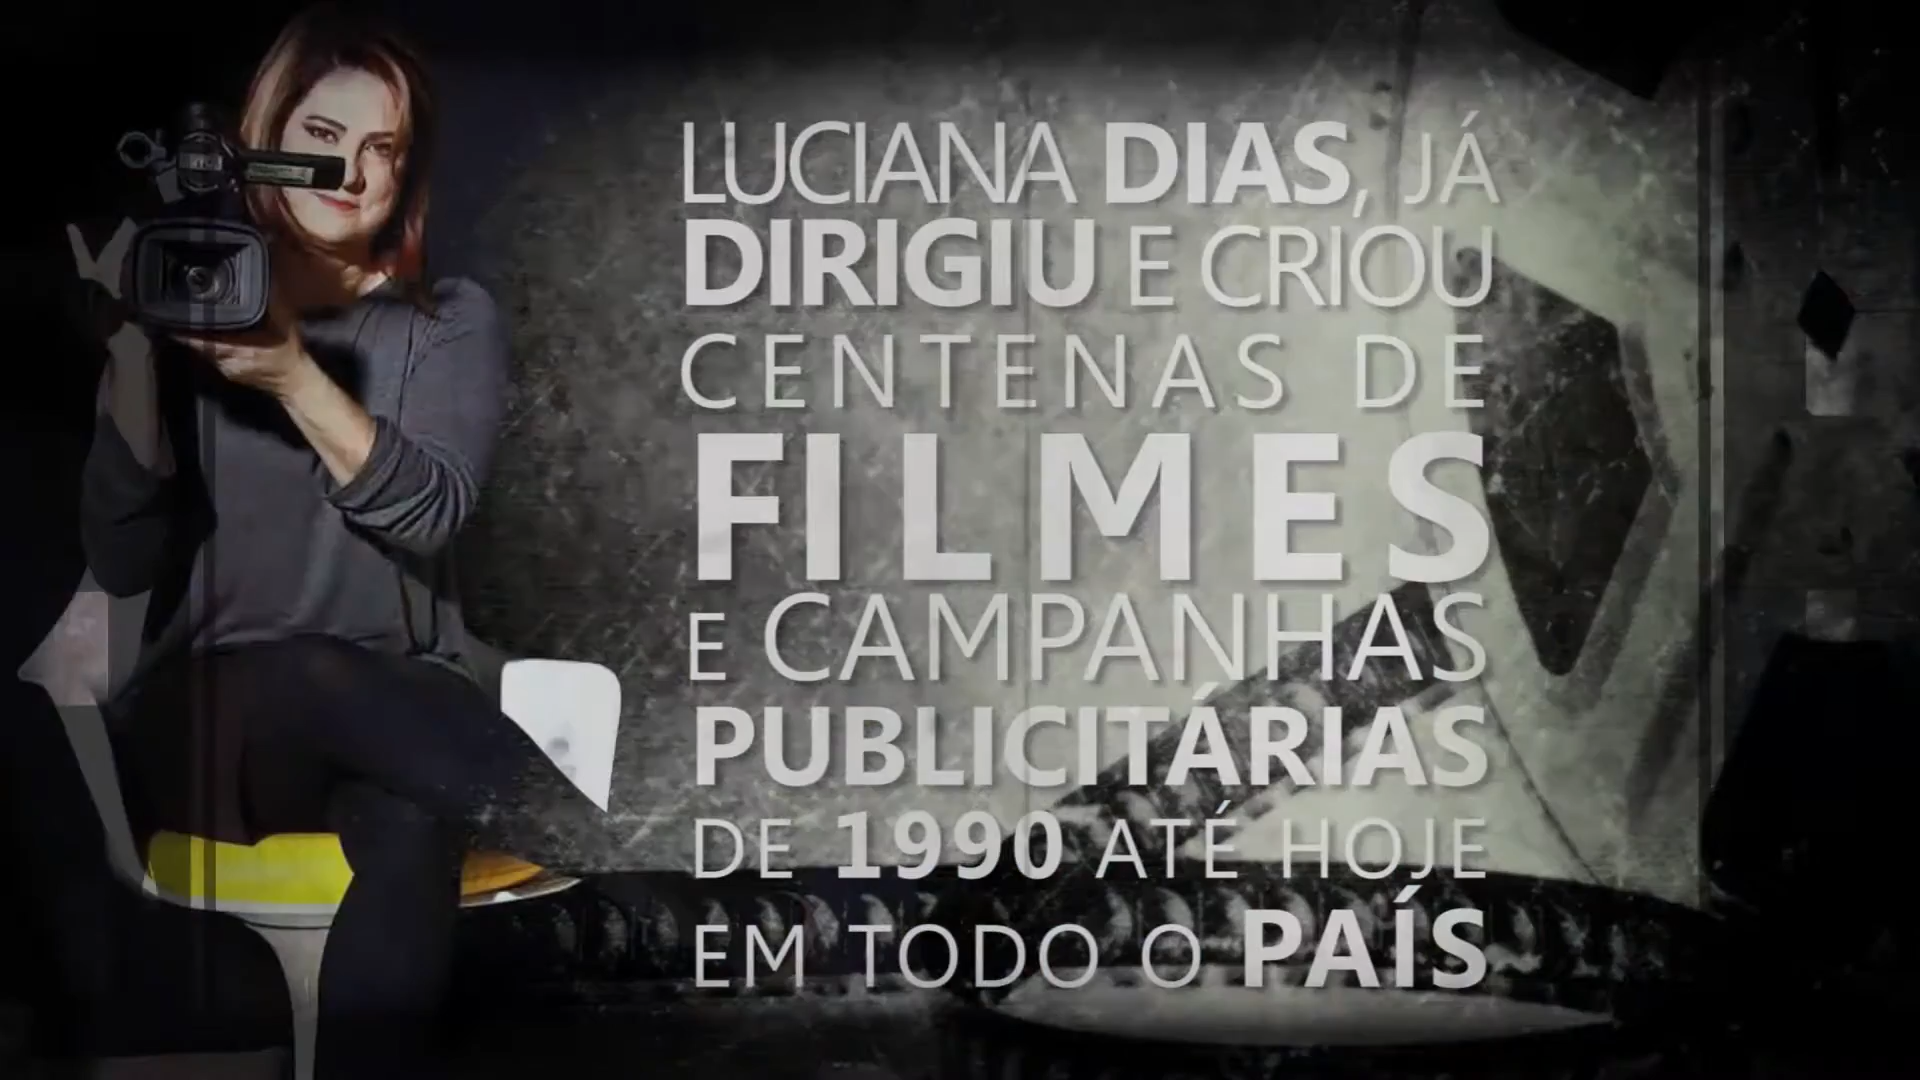 LUCIANA DIAS, JÁ
DIRIGIU E CRIOU
CENTENAS DE
FILMES
E CAMPANHAS
PUBLICITÁRIAS
DE 1990 ATÉ HOJE
EM TODO O PAÍS